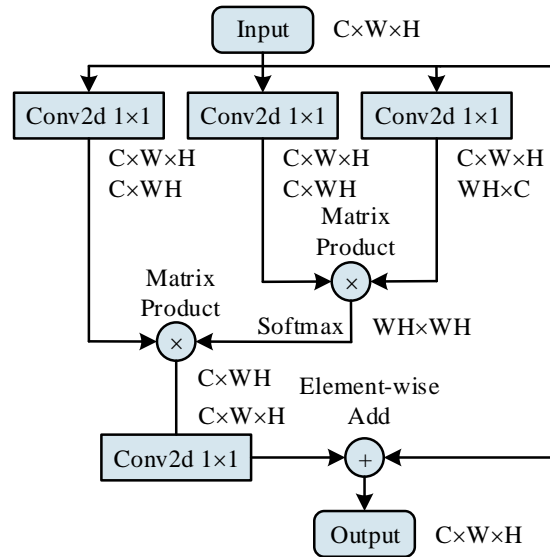 Input
C×W×H
Conv2d 1×1
Conv2d 1×1
Conv2d 1×1
C×W×H
C×WH
C×W×H
C×WH
C×W×H
WH×C
Matrix
Product
×
Matrix
Product
×
Softmax
WH×WH
C×WH
C×W×H
Element-wise
Add
Conv2d 1×1
+
Output
C×W×H